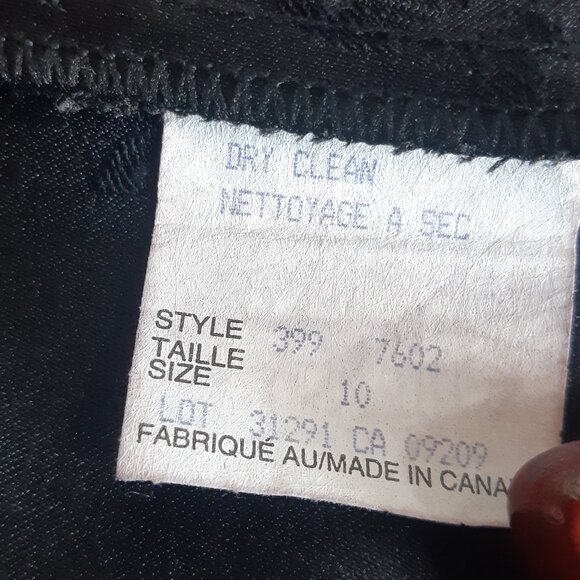 DRY CLEAN
NETTOYAGE A SEC
STYLE 399 7602
TAILLE
SIZE 10
LOT 31291 CA 09209
FABRIQUÉ AU/MADE IN CANA